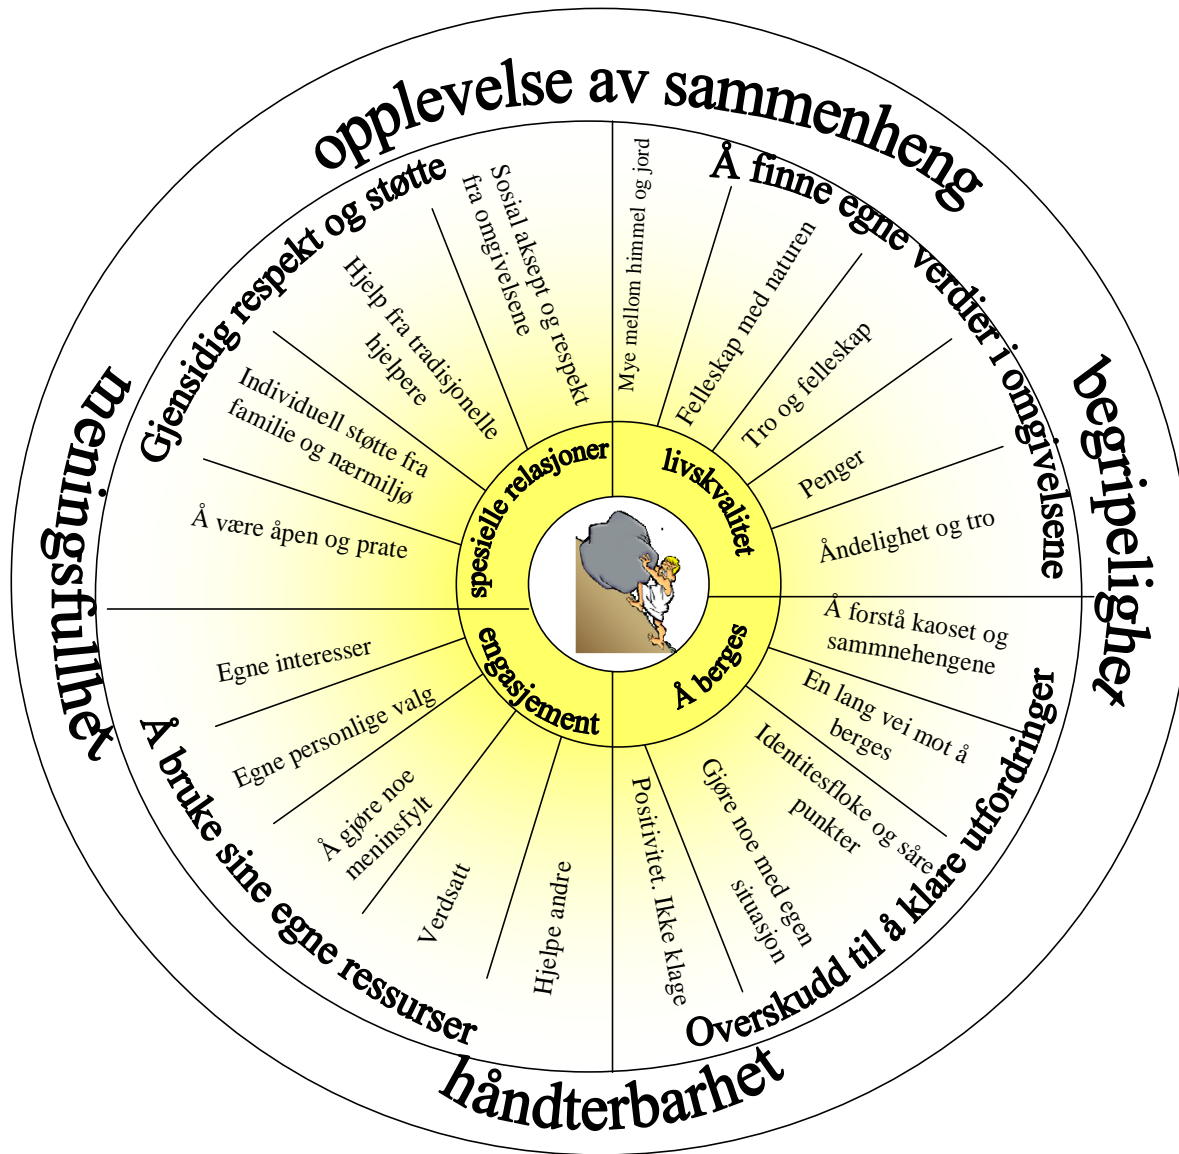 opplevelse av sammenheng
begripelighet
håndterbarhet
meningsfullhet
Gjensidig respekt og støtte
Å finne egne verdier i omgivelsene
Overskudd til å klare utfordringer
Å bruke sine egne ressurser
spesielle relasjoner
livskvalitet
Å berges
engasjement
Mye mellom himmel og jord
Felleskap med naturen
Tro og felleskap
Penger
Åndelighet og tro
Å forstå kaoset og
sammnehengene
En lang vei mot å
berges
Identitesfloke og såre
punkter
Gjøre noe med egen
situasjon
Positivitet. Ikke klage
Hjelpe andre
Verdsatt
Å gjøre noe
meninsfylt
Egne personlige valg
Egne interesser
Å være åpen og prate
Individuell støtte fra
familie og nærmiljø
Hjelp fra tradisjonelle
hjelpere
Sosial aksept og respekt
fra omgivelsene